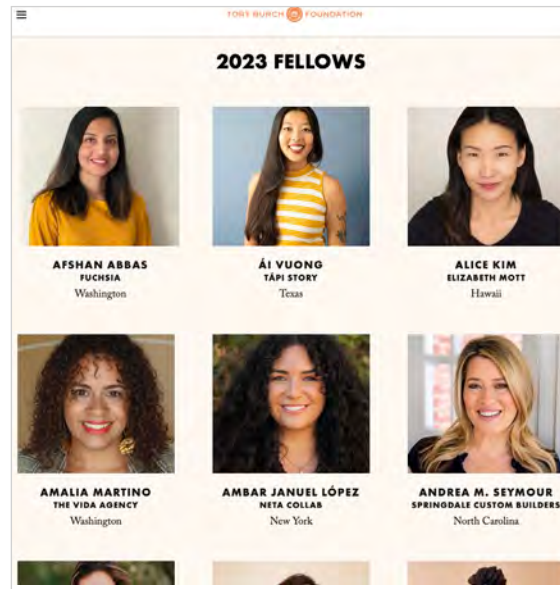 TORY BURCH FOUNDATION
2023 FELLOWS
AFSHAN ABBAS
FUCHSIA
Washington
ÁI VUONG
TÁPI STORY
Texas
ALICE KIM
ELIZABETH MOTT
Hawaii
AMALIA MARTINO
THE VIDA AGENCY
Washington
AMBAR JANUEL LÓPEZ
NETA COLLAB
New York
ANDREA M. SEYMOUR
SPRINGDALE CUSTOM BUILDERS
North Carolina